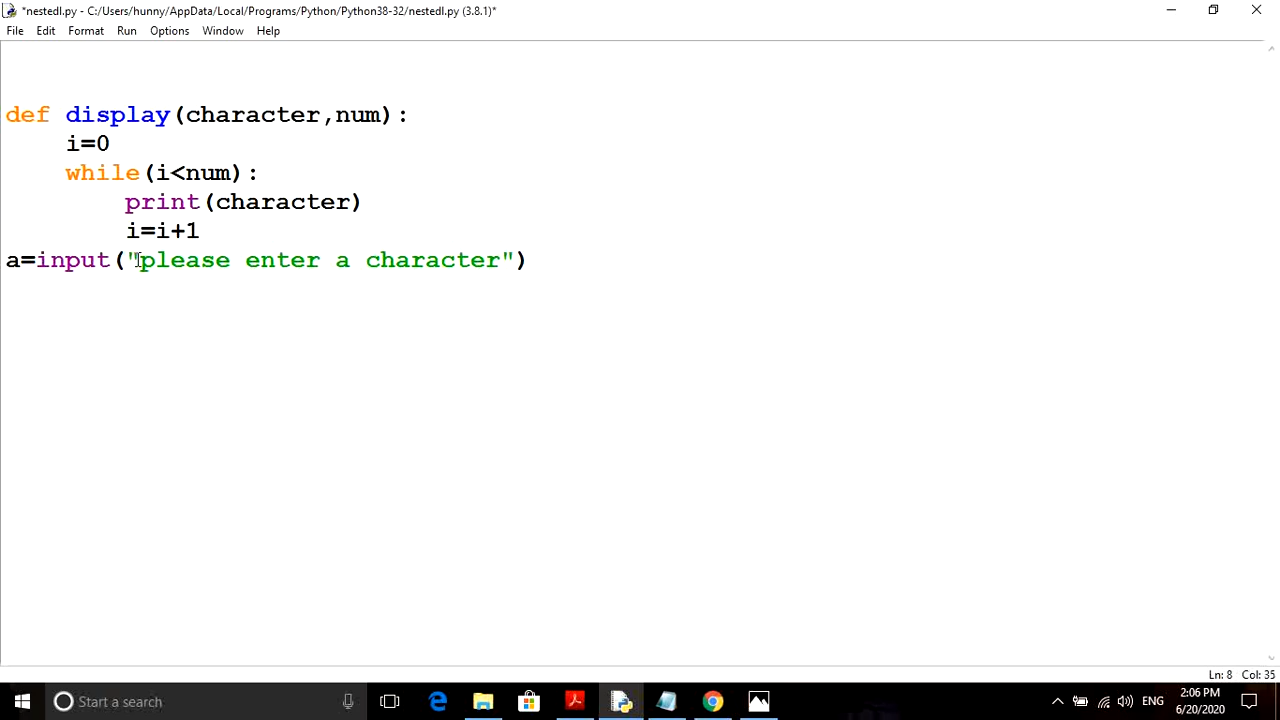 *nestedl.py - C:/Users/hunny/AppData/Local/Programs/Python/Python38-32/nestedl.py (3.8.1)*
File Edit Format Run Options Window Help
def display(character,num):
    i=0
    while(i<num):
        print(character)
        i=i+1
a=input("please enter a character")
Ln: 8 Col: 35
Start a search
ENG
2:06 PM
6/20/2020